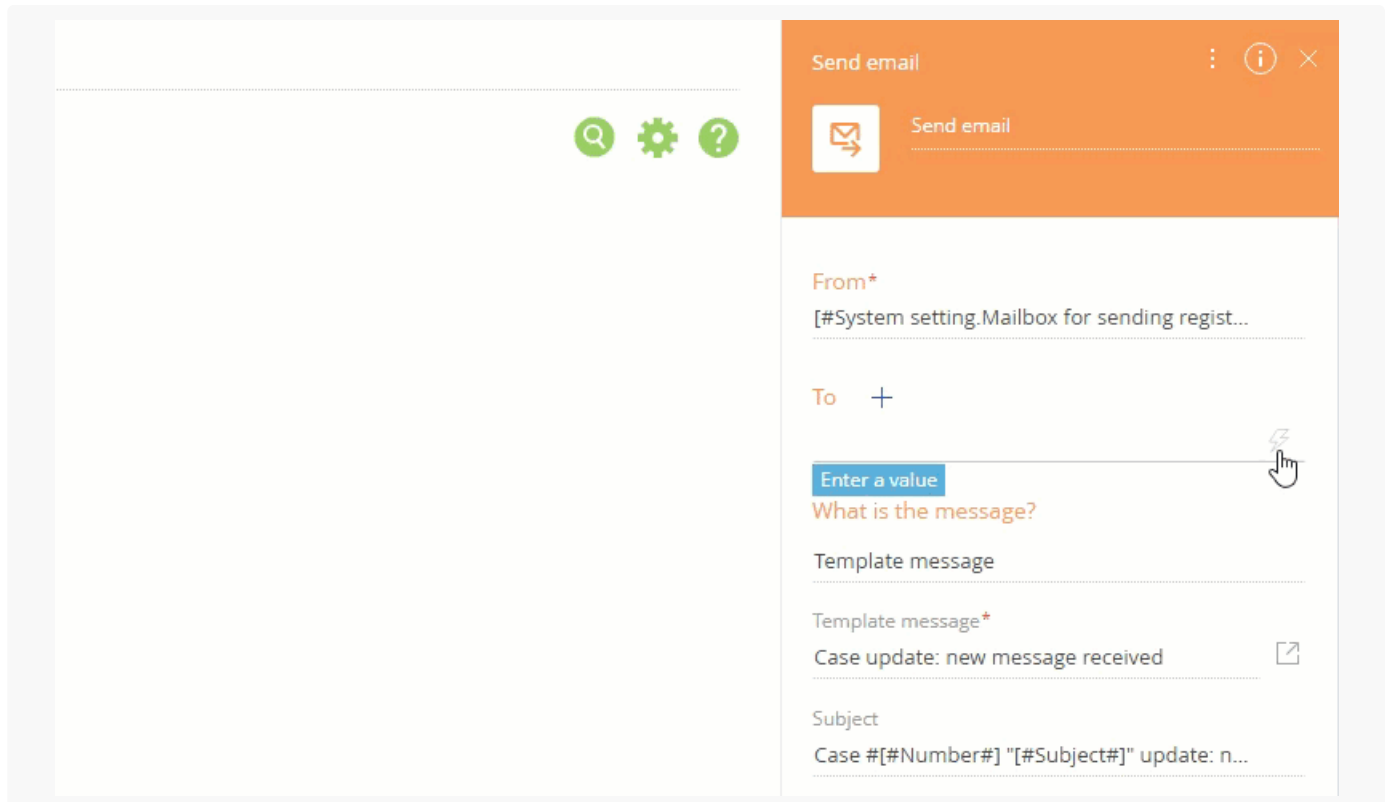 Send email
Send email
From*
[#System setting.Mailbox for sending regist...
To
Enter a value
What is the message?
Template message
Template message*
Case update: new message received
Subject
Case #[#Number#] "[#Subject#]" update: n...